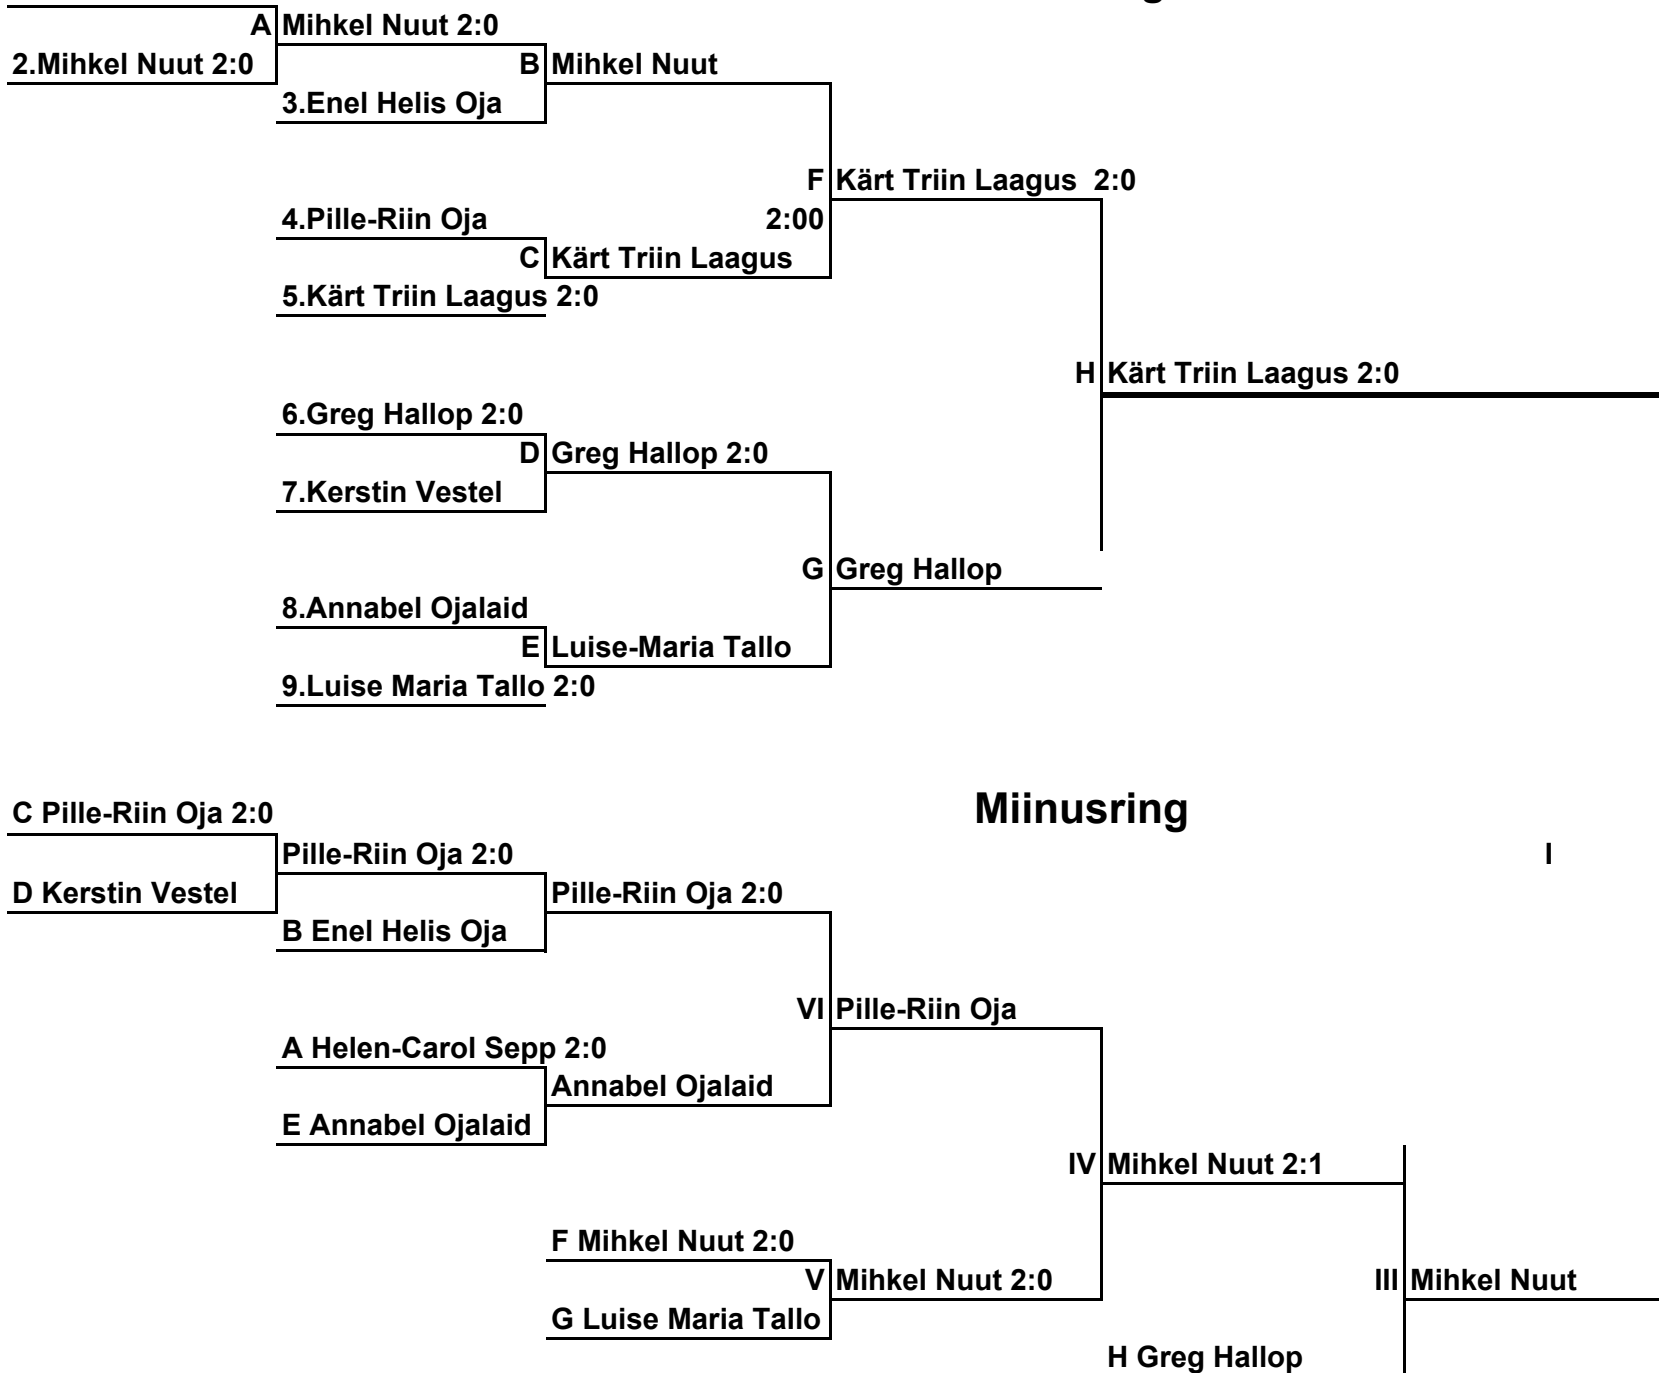 A Mihkel Nuut 2:0
2.Mihkel Nuut 2:0 B Mihkel Nuut
3.Enel Helis Oja
F Kärt Triin Laagus 2:0
4.Pille-Riin Oja 2:00
C Kärt Triin Laagus
5.Kärt Triin Laagus 2:0
H Kärt Triin Laagus 2:0
6.Greg Hallop 2:0
D Greg Hallop 2:0
7.Kerstin Vestel
G Greg Hallop
8.Annabel Ojalaid
E Luise-Maria Tallo
9.Luise Maria Tallo 2:0
Miinusring
C Pille-Riin Oja 2:0
Pille-Riin Oja 2:0 I
D Kerstin Vestel Pille-Riin Oja 2:0
B Enel Helis Oja
VI Pille-Riin Oja
A Helen-Carol Sepp 2:0
Annabel Ojalaid
E Annabel Ojalaid
IV Mihkel Nuut 2:1
F Mihkel Nuut 2:0
V Mihkel Nuut 2:0 III Mihkel Nuut
G Luise Maria Tallo
H Greg Hallop